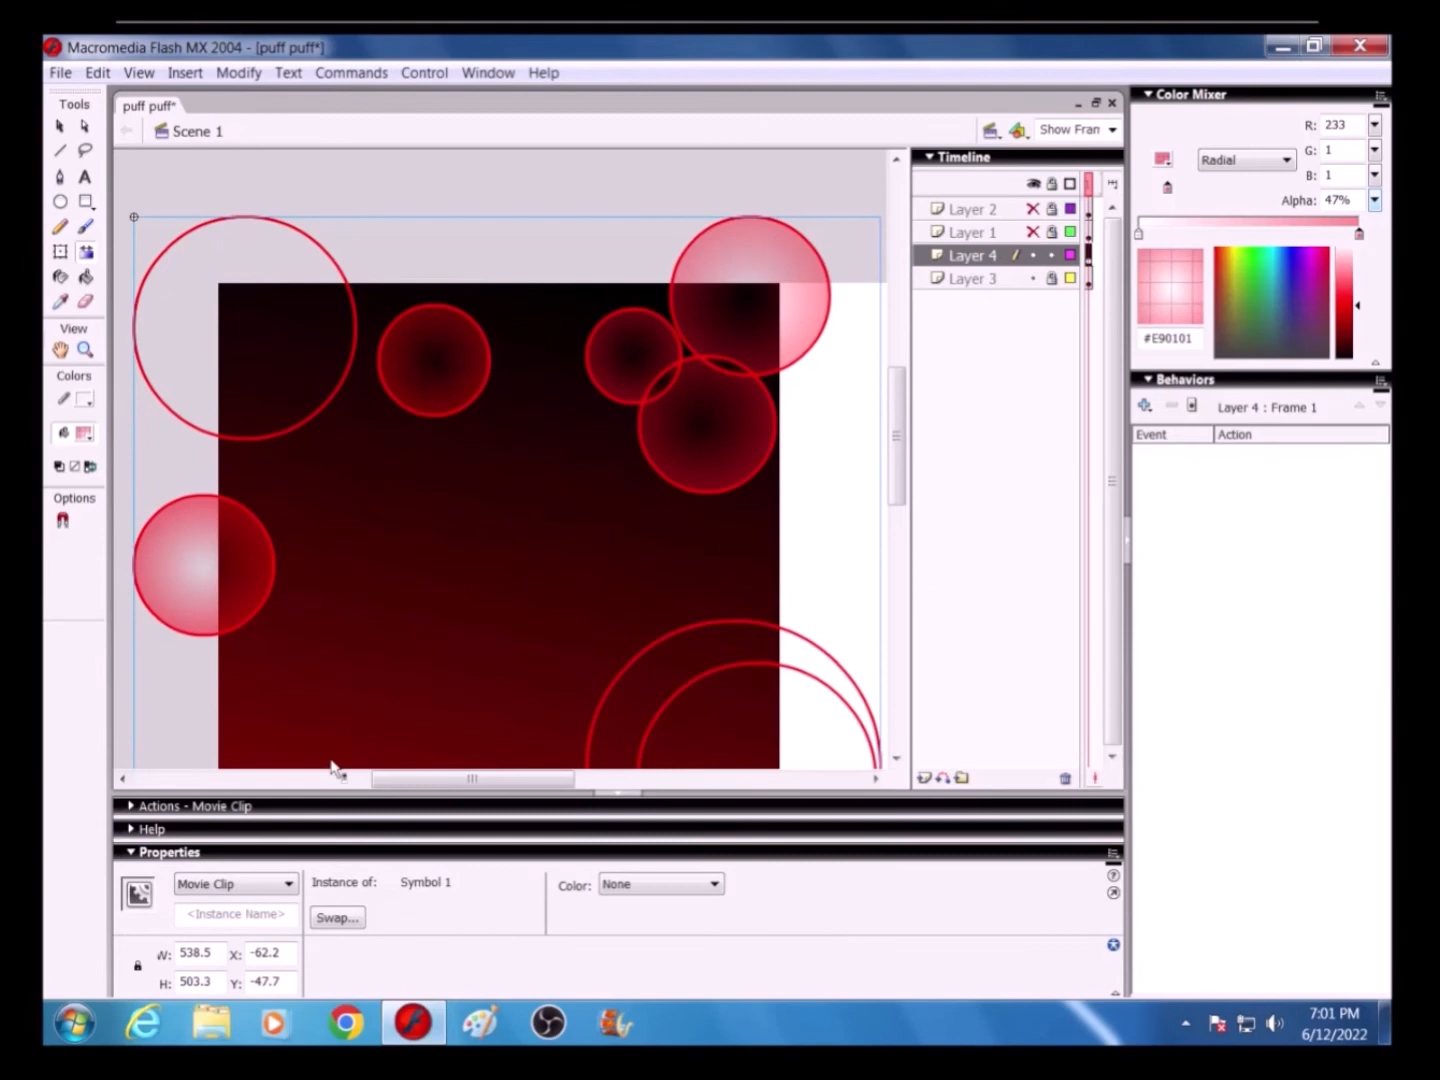 Macromedia Flash MX 2004 - [puff puff*]
File Edit View Insert Modify Text Commands Control Window Help
Tools
puff puff*
Scene 1
Show Fran
Timeline
Layer 2
Layer 1
Layer 4
Layer 3
View
Colors
Options
Color Mixer
Radial
R: 233
G: 1
B: 1
Alpha: 47%
#E90101
Behaviors
Layer 4 : Frame 1
Event Action
Actions - Movie Clip
Help
Properties
Movie Clip
Instance of: Symbol 1
Color: None
<Instance Name>
Swap...
W: 538.5 X: -62.2
H: 503.3 Y: -47.7
7:01 PM
6/12/2022